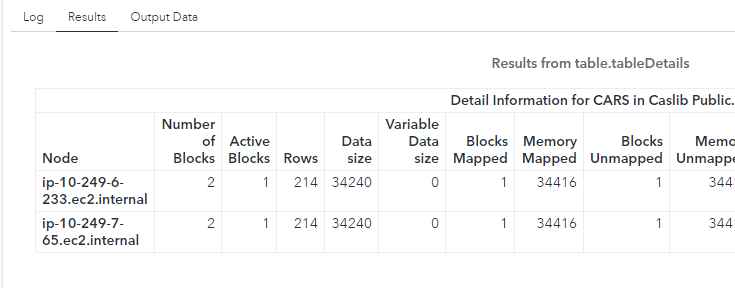 Log Results Output Data
Results from table.tableDetails
Detail Information for CARS in Caslib Public.
Number Variable
of Active Data Data Blocks Memory Blocks Memo
Node Blocks Blocks Rows size size Mapped Mapped Unmapped Unmappe
ip-10-249-6- 2 1 214 34240 0 1 34416 1 344
233.ec2.internal
ip-10-249-7- 2 1 214 34240 0 1 34416 1 344
65.ec2.internal